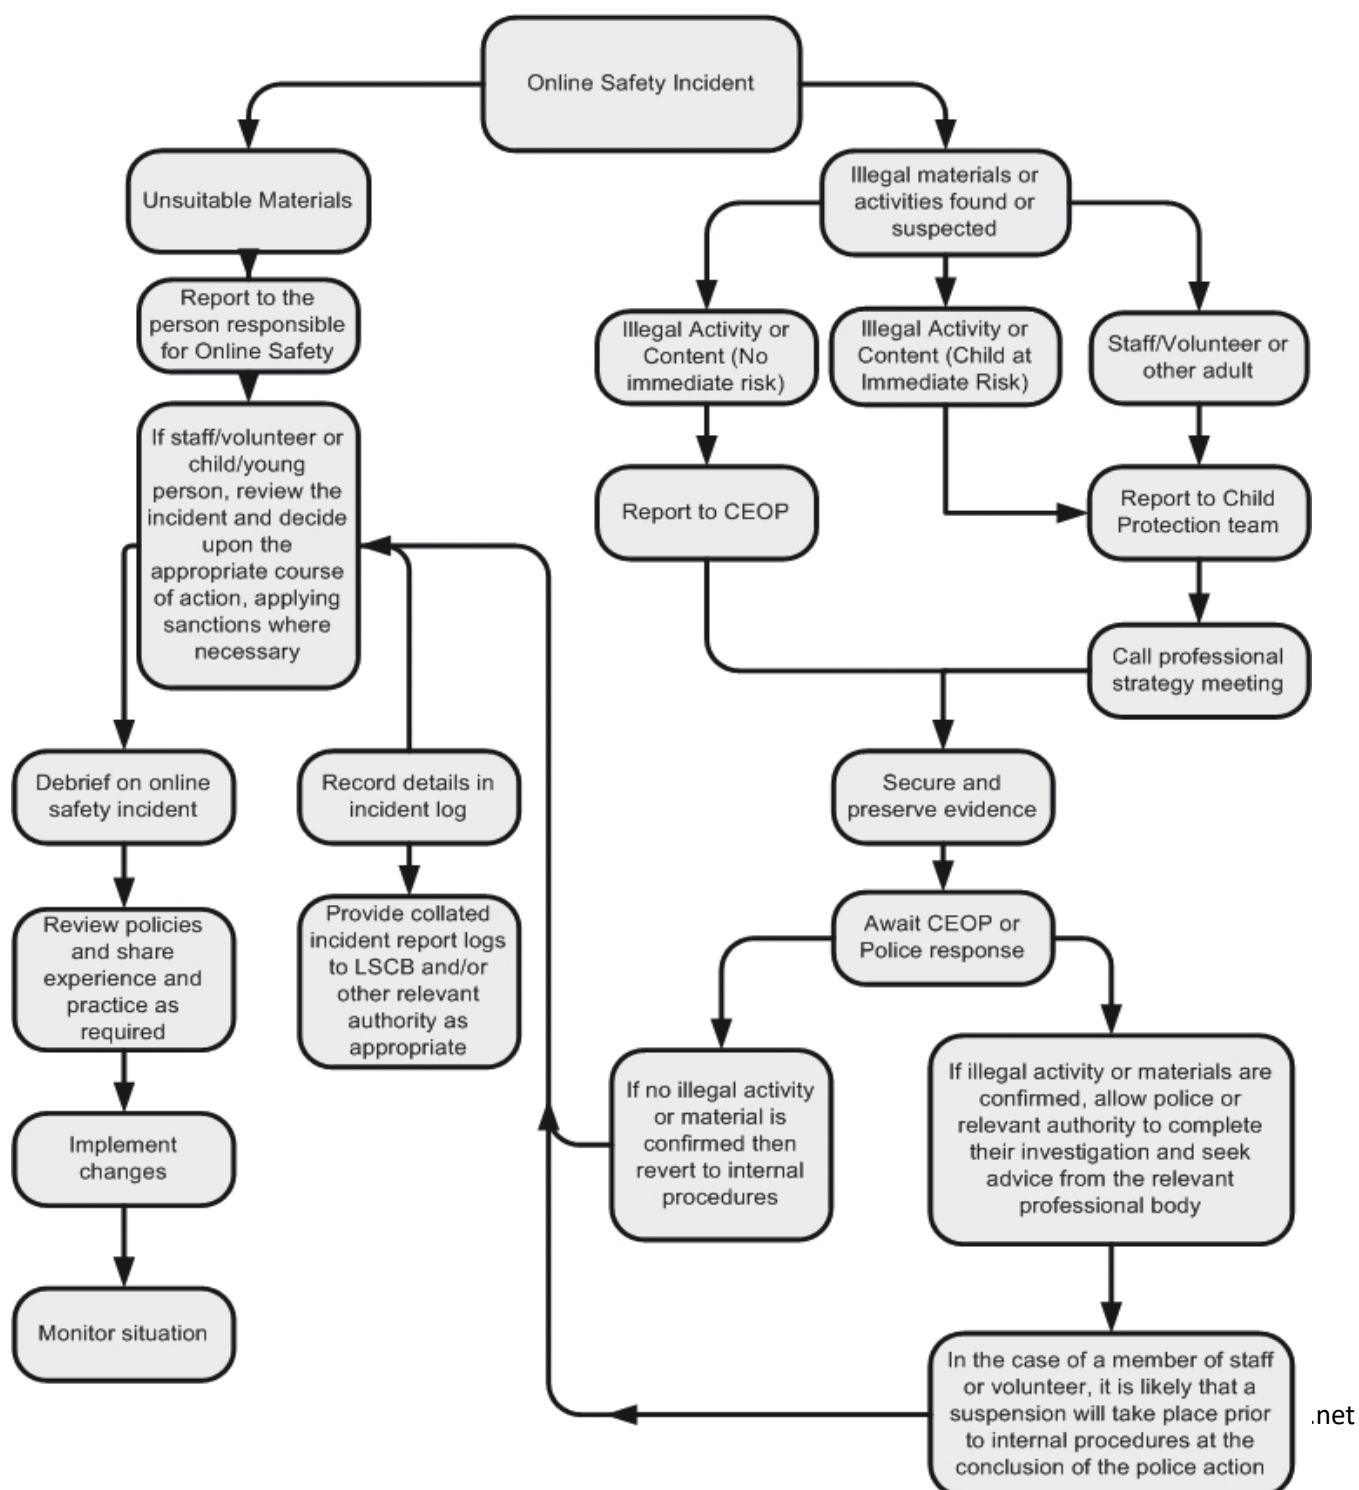 Online Safety Incident
Unsuitable Materials
Illegal materials or
activities found or
suspected
Report to the
person responsible
for Online Safety
Illegal Activity or
Content (No
immediate risk)
Illegal Activity or
Content (Child at
Immediate Risk)
Staff/Volunteer or
other adult
If staff/volunteer or
child/young
person, review the
incident and decide
upon the
appropriate course
of action, applying
sanctions where
necessary
Report to CEOP
Report to Child
Protection team
Call professional
strategy meeting
Debrief on online
safety incident
Record details in
incident log
Secure and
preserve evidence
Review policies
and share
experience and
practice as
required
Provide collated
incident report logs
to LSCB and/or
other relevant
authority as
appropriate
Await CEOP or
Police response
If no illegal activity
or material is
confirmed then
revert to internal
procedures
If illegal activity or materials are
confirmed, allow police or
relevant authority to complete
their investigation and seek
advice from the relevant
professional body
Implement
changes
Monitor situation
In the case of a member of staff
or volunteer, it is likely that a
suspension will take place prior
to internal procedures at the
conclusion of the police action
.net